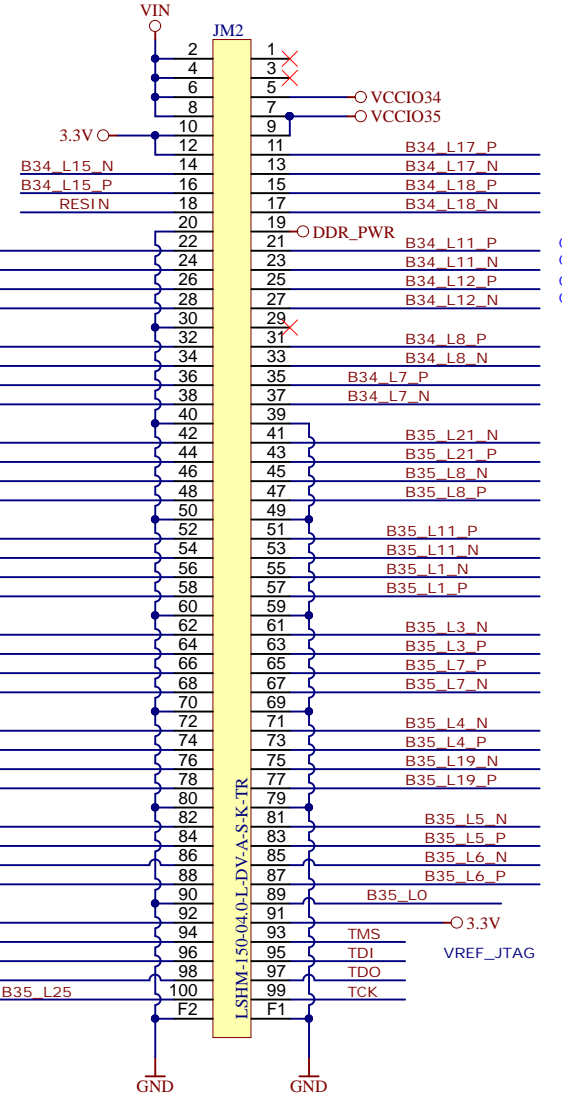 VIN
JM2
2 1
4 3
6 5 VCCIO34
8 7 VCCIO35
3.3V 10 9
12 11 B34_L17_P
B34_L15_N 14 13 B34_L17_N
B34_L15_P 16 15 B34_L18_P
RESIN 18 17 B34_L18_N
20 19 DDR_PWR
22 21 B34_L11_P
24 23 B34_L11_N
26 25 B34_L12_P
28 27 B34_L12_N
30 29
32 31 B34_L8_P
34 33 B34_L8_N
36 35 B34_L7_P
38 37 B34_L7_N
40 39
42 41 B35_L21_N
44 43 B35_L21_P
46 45 B35_L8_N
48 47 B35_L8_P
50 49
52 51 B35_L11_P
54 53 B35_L11_N
56 55 B35_L1_N
58 57 B35_L1_P
60 59
62 61 B35_L3_N
64 63 B35_L3_P
66 65 B35_L7_P
68 67 B35_L7_N
70 69
72 71 B35_L4_N
74 73 B35_L4_P
76 75 B35_L19_N
78 77 B35_L19_P
80 79
82 81 B35_L5_N
84 83 B35_L5_P
86 85 B35_L6_N
88 87 B35_L6_P
90 89 B35_L0
92 91 3.3V
94 93 TMS
96 95 TDI VREF_JTAG
98 97 TDO
B35_L25 100 99 TCK
F2 F1
LSHM-150-04.0-L-DV-A-S-K-TR
GND GND